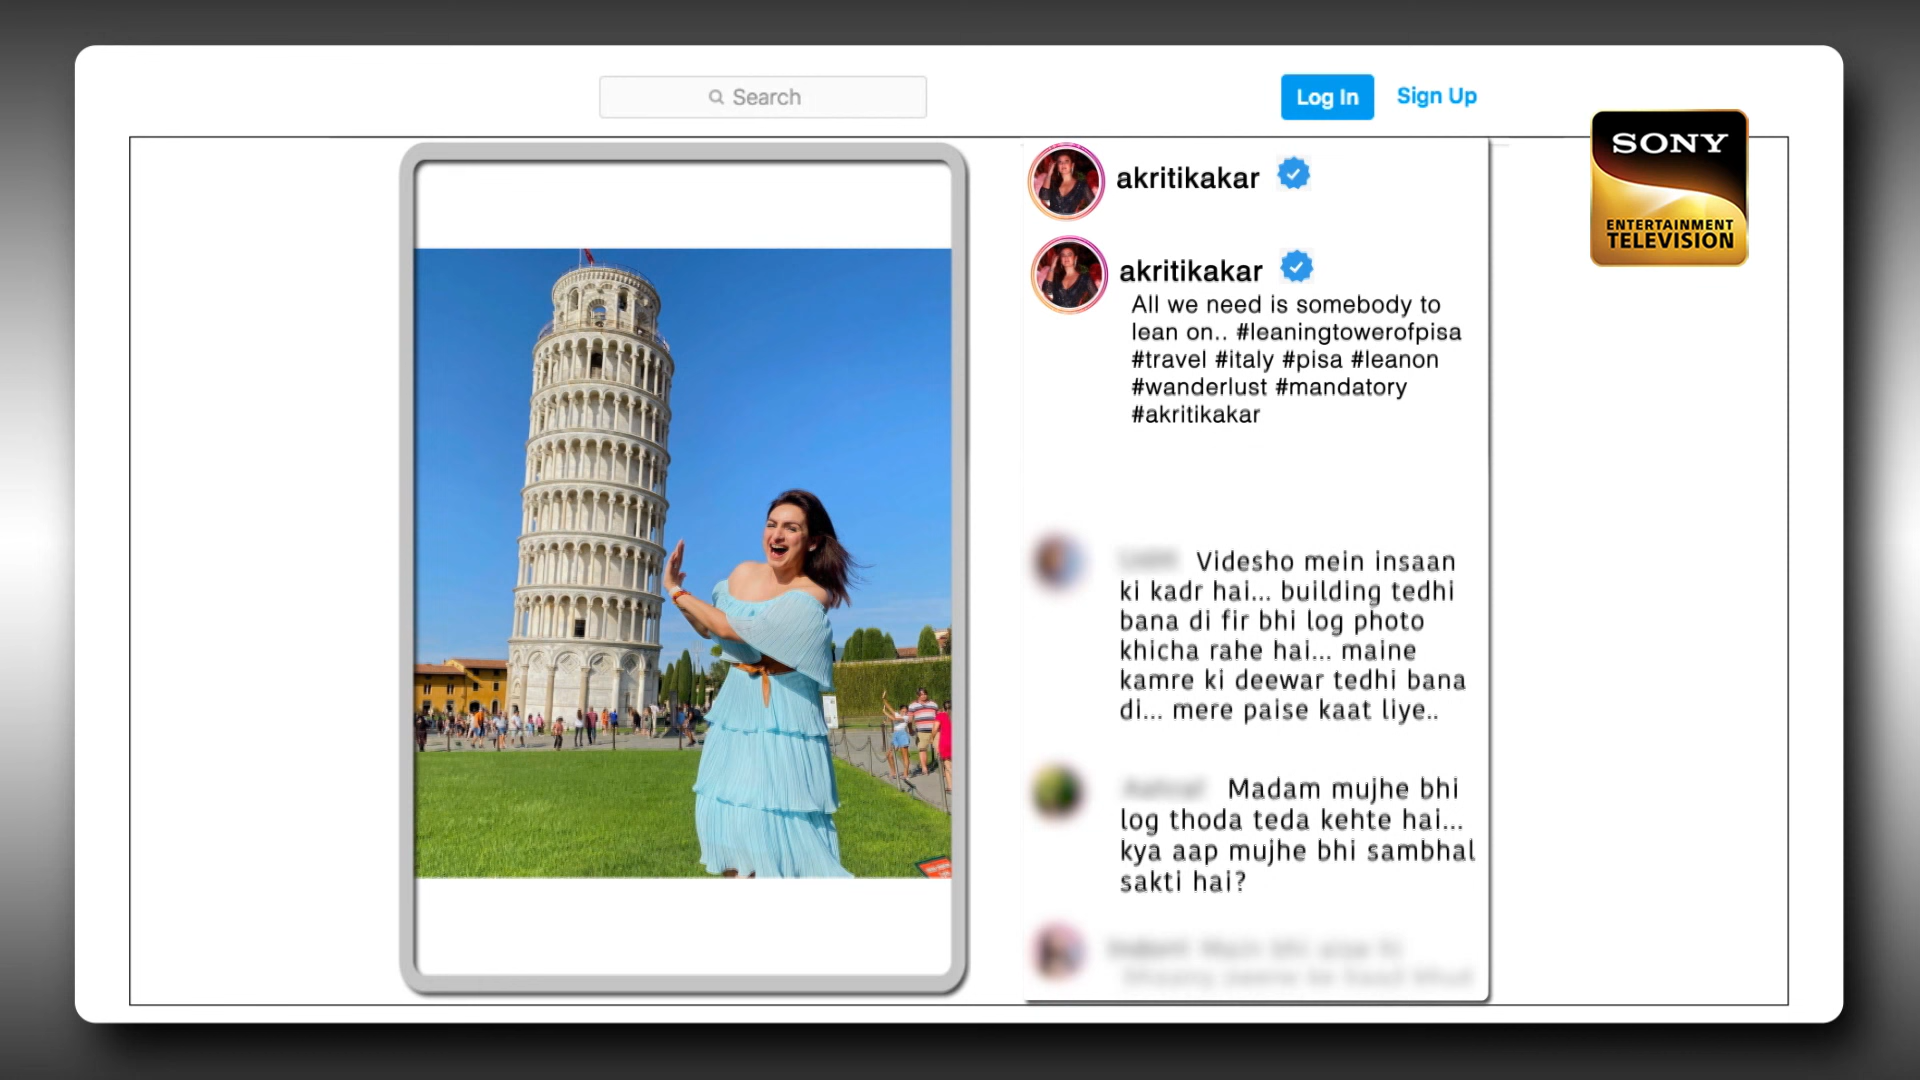 Search
Log In
Sign Up
SONY
ENTERTAINMENT
TELEVISION
akritikakar
akritikakar
All we need is somebody to
lean on.. #leaningtowerofpisa
#travel #italy #pisa #leanon
#wanderlust #mandatory
#akritikakar
Videsho mein insaan
ki kadr hai... building tedhi
bana di fir bhi log photo
khicha rahe hai... maine
kamre ki deewar tedhi bana
di... mere paise kaat liye..
Madam mujhe bhi
log thoda teda kehte hai...
kya aap mujhe bhi sambhal
sakti hai?